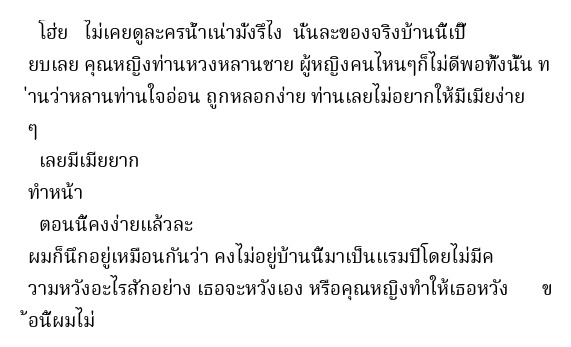 โฮ่ย   ไม่เคยดูละครน้ำเน่ามั่งรึไง  นั่นละของจริงบ้านนี้เปี๊
ยบเลย คุณหญิงท่านหวงหลานชาย ผู้หญิงคนไหนๆก็ไม่ดีพอทั้งนั้น ท
่านว่าหลานท่านใจอ่อน ถูกหลอกง่าย ท่านเลยไม่อยากให้มีเมียง่าย
ๆ
เลยมีเมียยาก
ทำหน้า
ตอนนี้คงง่ายแล้วละ
ผมก็นึกอยู่เหมือนกันว่า คงไม่อยู่บ้านนี้มาเป็นแรมปีโดยไม่มีค
วามหวังอะไรสักอย่าง เธอจะหวังเอง หรือคุณหญิงทำให้เธอหวัง      ข
้อนี้ผมไม่